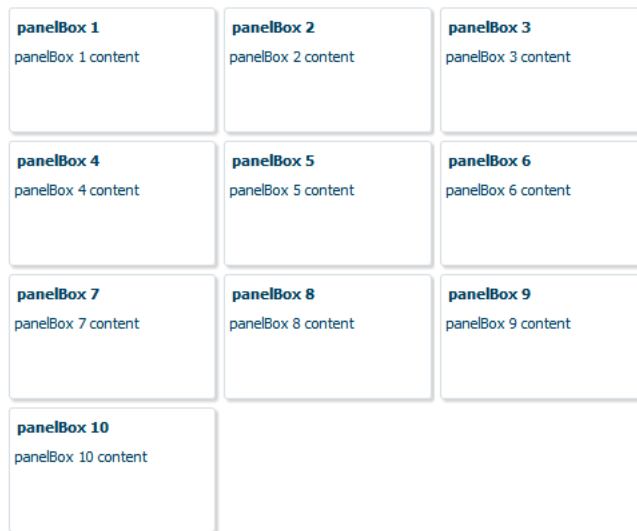 panelBox 1
panelBox 1 content
panelBox 2
panelBox 2 content
panelBox 3
panelBox 3 content
panelBox 4
panelBox 4 content
panelBox 5
panelBox 5 content
panelBox 6
panelBox 6 content
panelBox 7
panelBox 7 content
panelBox 8
panelBox 8 content
panelBox 9
panelBox 9 content
panelBox 10
panelBox 10 content